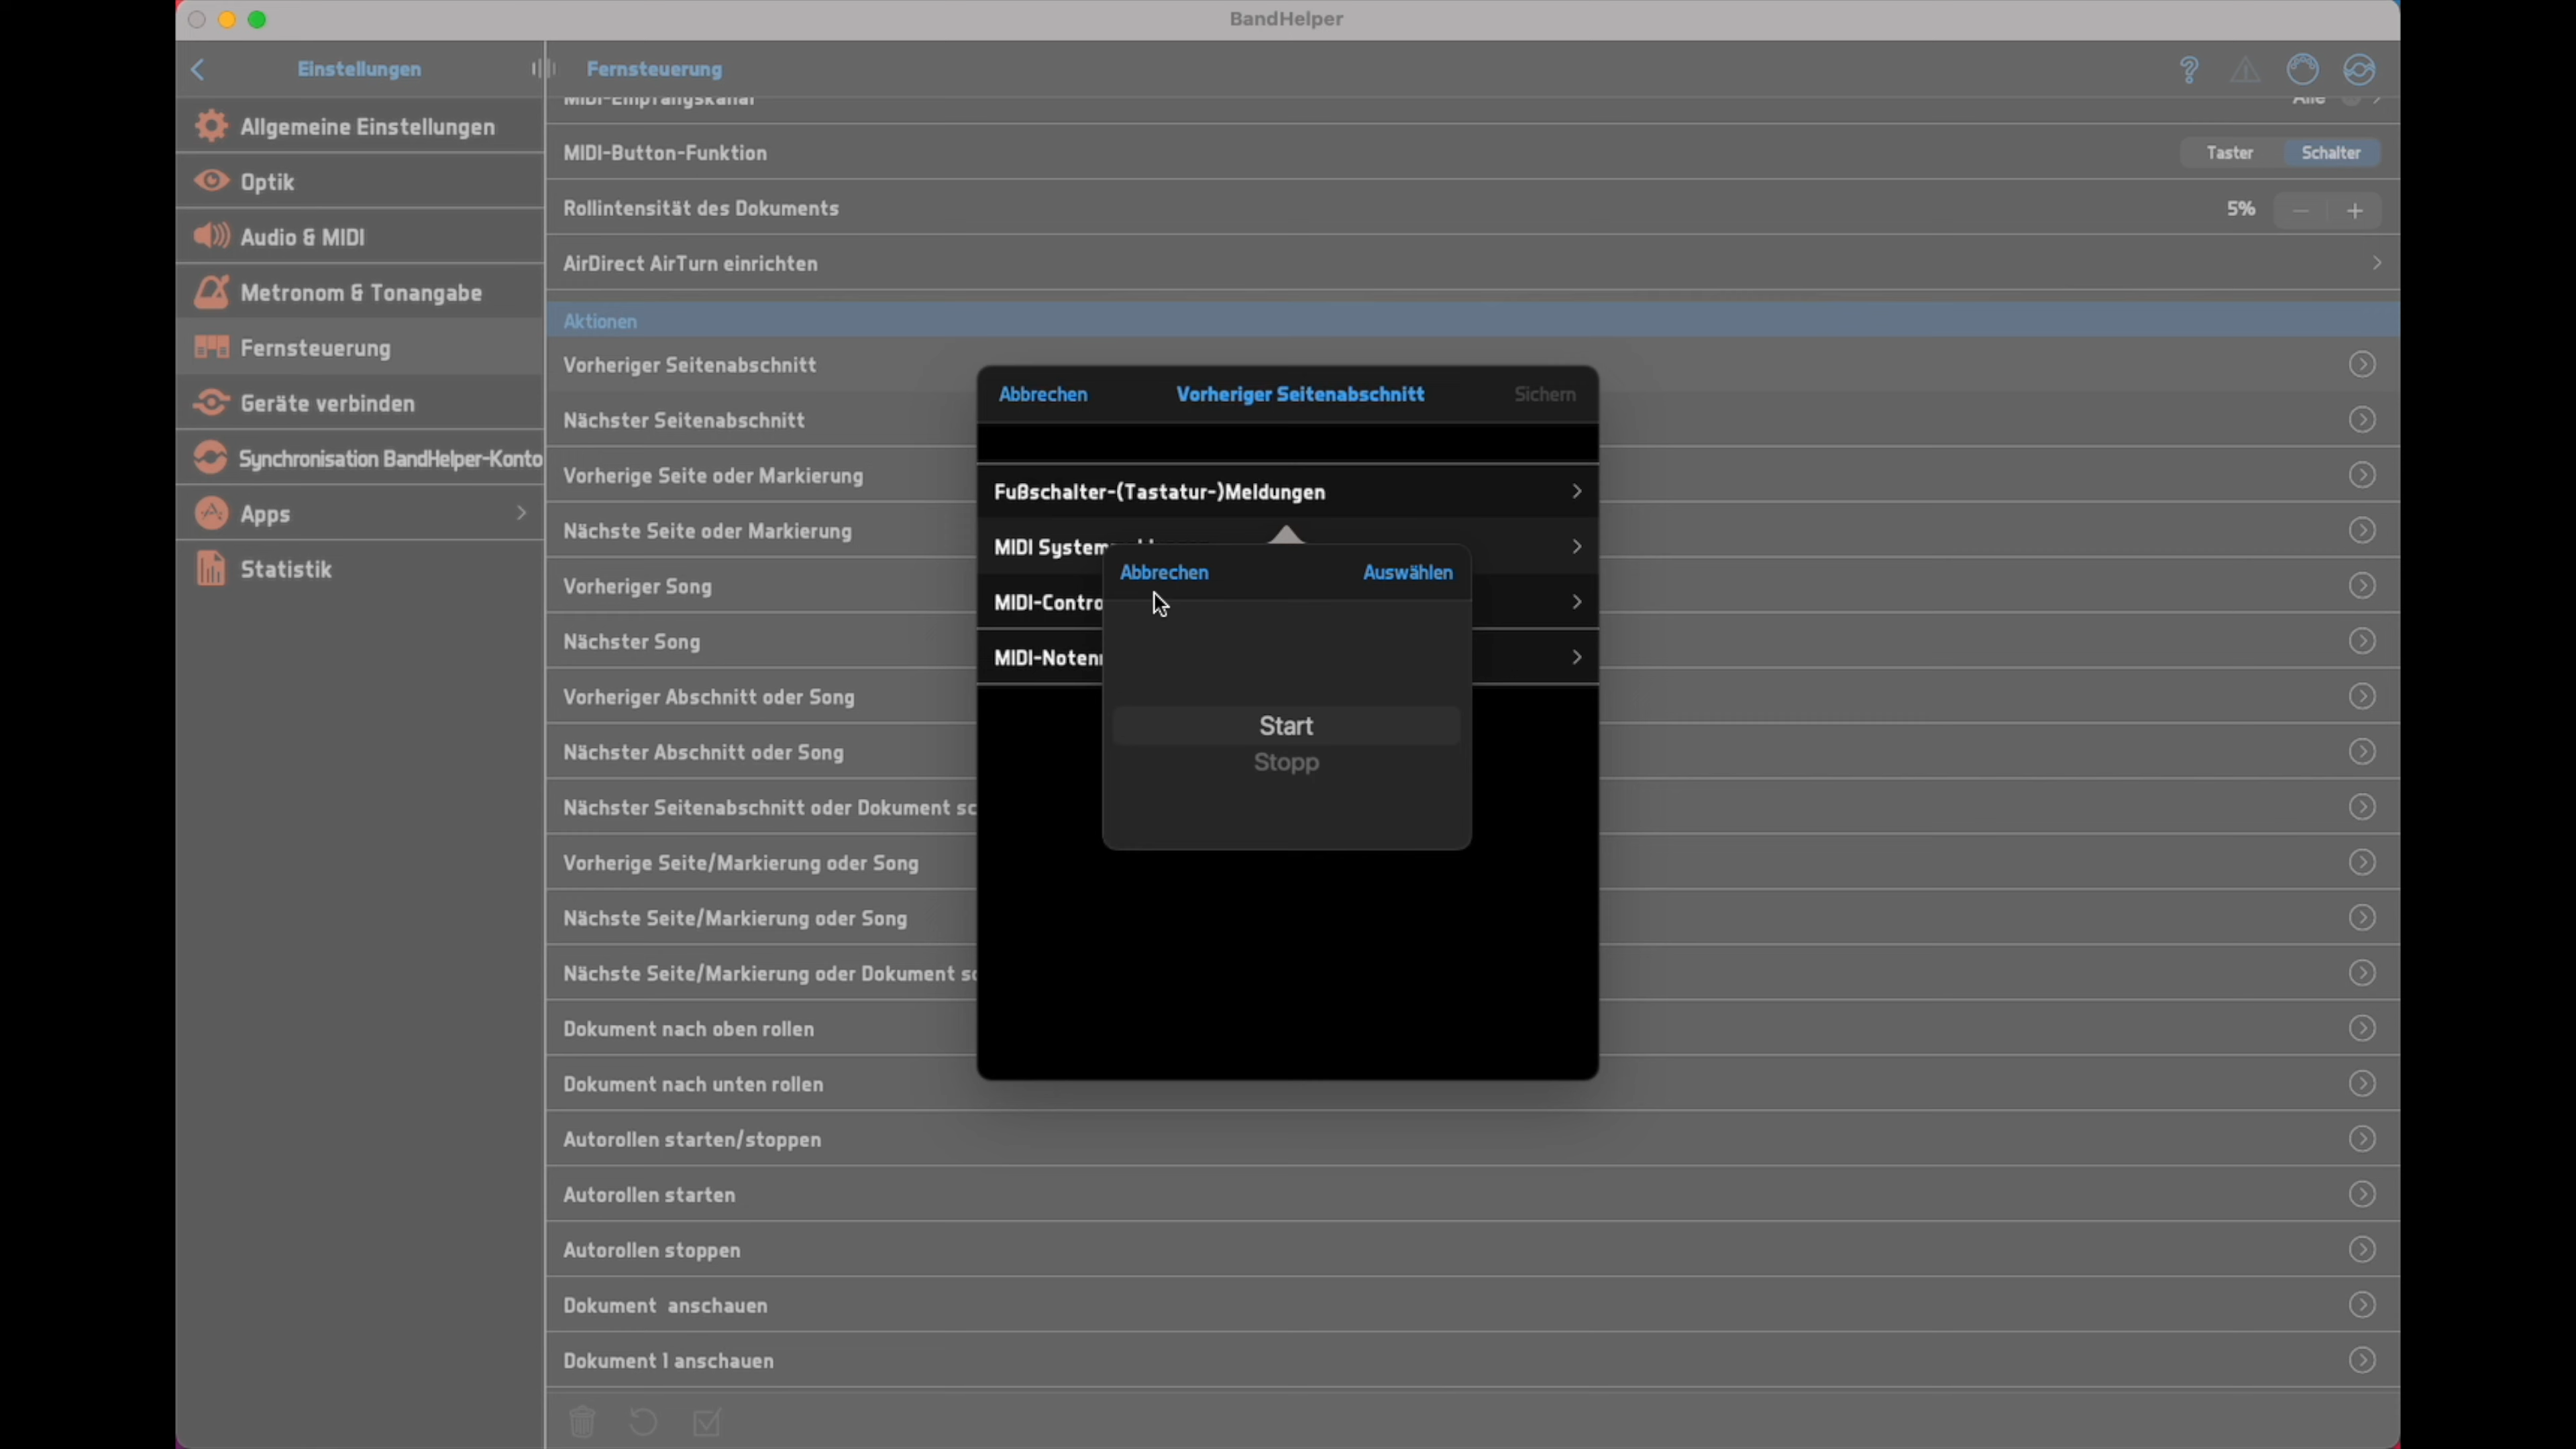 BandHelper
Einstellungen
Fernsteuerung
Allgemeine Einstellungen
Optik
Audio & MIDI
Metronom & Tonangabe
Fernsteuerung
Geräte verbinden
Synchronisation BandHelper-Konto
Apps
Statistik
MIDI-Empfangskanal
Alle
MIDI-Button-Funktion
Taster
Schalter
Rollintensität des Dokuments
5%
AirDirect AirTurn einrichten
Aktionen
Vorheriger Seitenabschnitt
Nächster Seitenabschnitt
Vorherige Seite oder Markierung
Nächste Seite oder Markierung
Vorheriger Song
Nächster Song
Vorheriger Abschnitt oder Song
Nächster Abschnitt oder Song
Nächster Seitenabschnitt oder Dokument sc
Vorherige Seite/Markierung oder Song
Nächste Seite/Markierung oder Song
Nächste Seite/Markierung oder Dokument sc
Dokument nach oben rollen
Dokument nach unten rollen
Autorollen starten/stoppen
Autorollen starten
Autorollen stoppen
Dokument anschauen
Dokument 1 anschauen
Abbrechen
Vorheriger Seitenabschnitt
Sichern
Fußschalter-(Tastatur-)Meldungen
MIDI System
MIDI-Contro
MIDI-Noten
Abbrechen
Auswählen
Start
Stopp